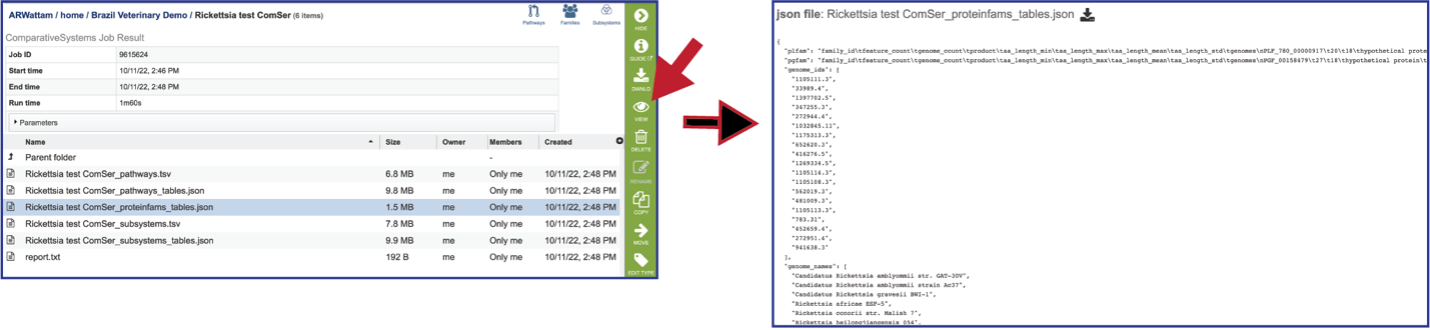 ARWattam / home / Brazil Veterinary Demo / Rickettsia test ComSer (6 items)
Pathways Families Subsystems
ComparativeSystems Job Result
Job ID 9615624
Start time 10/11/22, 2:46 PM
End time 10/11/22, 2:48 PM
Run time 1m60s
Parameters
Name Size Owner Members Created
Parent folder -
Rickettsia test ComSer_pathways.tsv 6.8 MB me Only me 10/11/22, 2:48 PM
Rickettsia test ComSer_pathways_tables.json 9.8 MB me Only me 10/11/22, 2:48 PM
Rickettsia test ComSer_proteinfams_tables.json 1.5 MB me Only me 10/11/22, 2:48 PM
Rickettsia test ComSer_subsystems.tsv 7.8 MB me Only me 10/11/22, 2:48 PM
Rickettsia test ComSer_subsystems_tables.json 9.9 MB me Only me 10/11/22, 2:48 PM
report.txt 192 B me Only me 10/11/22, 2:48 PM
HIDE
GUIDE
DWNLD
VIEW
DELETE
RENAME
COPY
MOVE
EDIT TYPE
json file: Rickettsia test ComSer_proteinfams_tables.json
{
"plfam": "family_id\tfeature_count\tgenome_count\tproduct\taa_length_min\taa_length_max\taa_length_mean\taa_length_std\tgenomes\nPLF_780_00000917\t20\t18\thypothetical prote
"pgfam": "family_id\tfeature_count\tgenome_count\tproduct\taa_length_min\taa_length_max\taa_length_mean\taa_length_std\tgenomes\nPGF_00158479\t27\t18\thypothetical protein\t
"genome_ids": [
"1105111.3",
"33989.4",
"1397702.5",
"347255.3",
"272944.4",
"1032845.11",
"1175313.3",
"652620.3",
"416276.5",
"1269334.5",
"1105114.3",
"1105108.3",
"562019.3",
"481009.3",
"1105113.3",
"783.31",
"452659.4",
"272951.4",
"941638.3"
],
"genome_names": [
"Candidatus Rickettsia amblyommii str. GAT-30V",
"Candidatus Rickettsia amblyommii strain Ac37",
"Candidatus Rickettsia gravesii BWI-1",
"Rickettsia africae ESF-5",
"Rickettsia conorii str. Malish 7",
"Rickettsia heilongjiangensis 054",